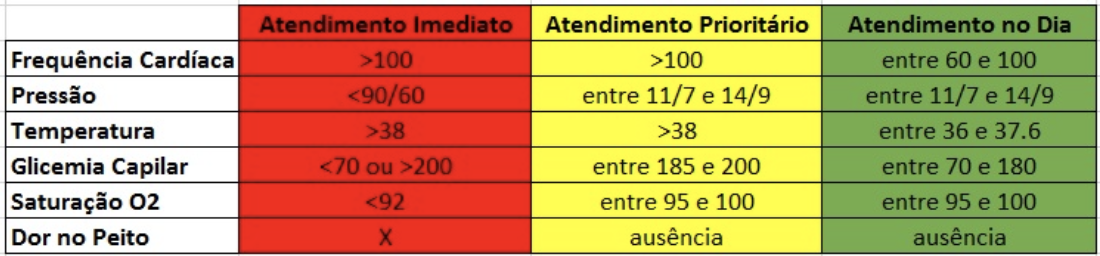 Atendimento Imediato Atendimento Prioritário Atendimento no Dia
Frequência Cardíaca >100 >100 entre 60 e 100
Pressão <90/60 entre 11/7 e 14/9 entre 11/7 e 14/9
Temperatura >38 >38 entre 36 e 37.6
Glicemia Capilar <70 ou >200 entre 185 e 200 entre 70 e 180
Saturação O2 <92 entre 95 e 100 entre 95 e 100
Dor no Peito X ausência ausência